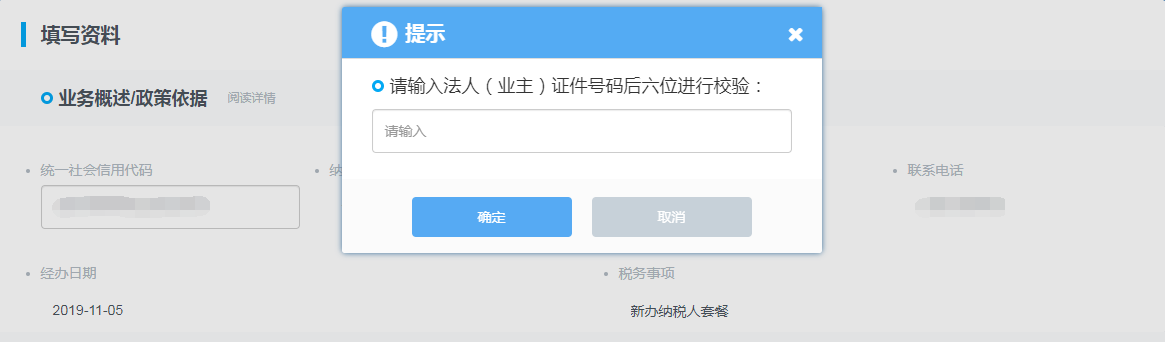 填写资料
提示
业务概述/政策依据 阅读详情
请输入法人（业主）证件号码后六位进行校验：
请输入
统一社会信用代码
纳
联系电话
确定
取消
经办日期
税务事项
2019-11-05
新办纳税人套餐